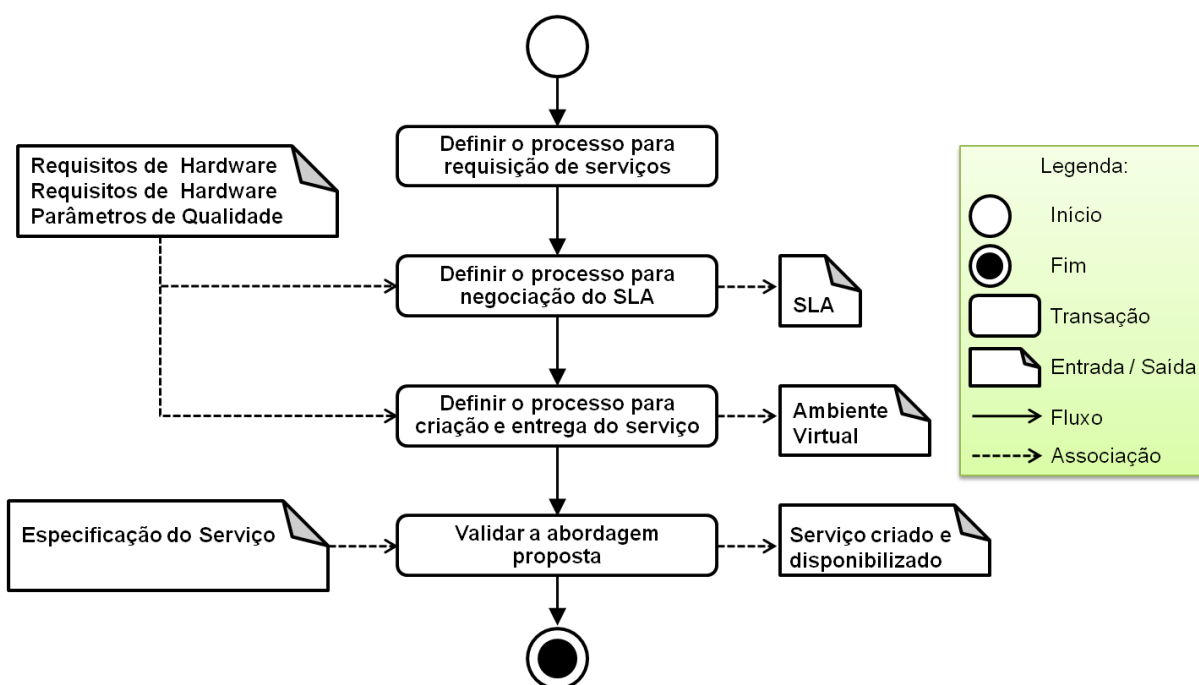 Definir o processo para
requisição de serviços
Requisitos de Hardware
Requisitos de Hardware
Parâmetros de Qualidade
Definir o processo para
negociação do SLA
SLA
Definir o processo para
criação e entrega do serviço
Ambiente
Virtual
Especificação do Serviço
Validar a abordagem
proposta
Serviço criado e
disponibilizado
Legenda:
Início
Fim
Transação
Entrada / Saída
Fluxo
Associação